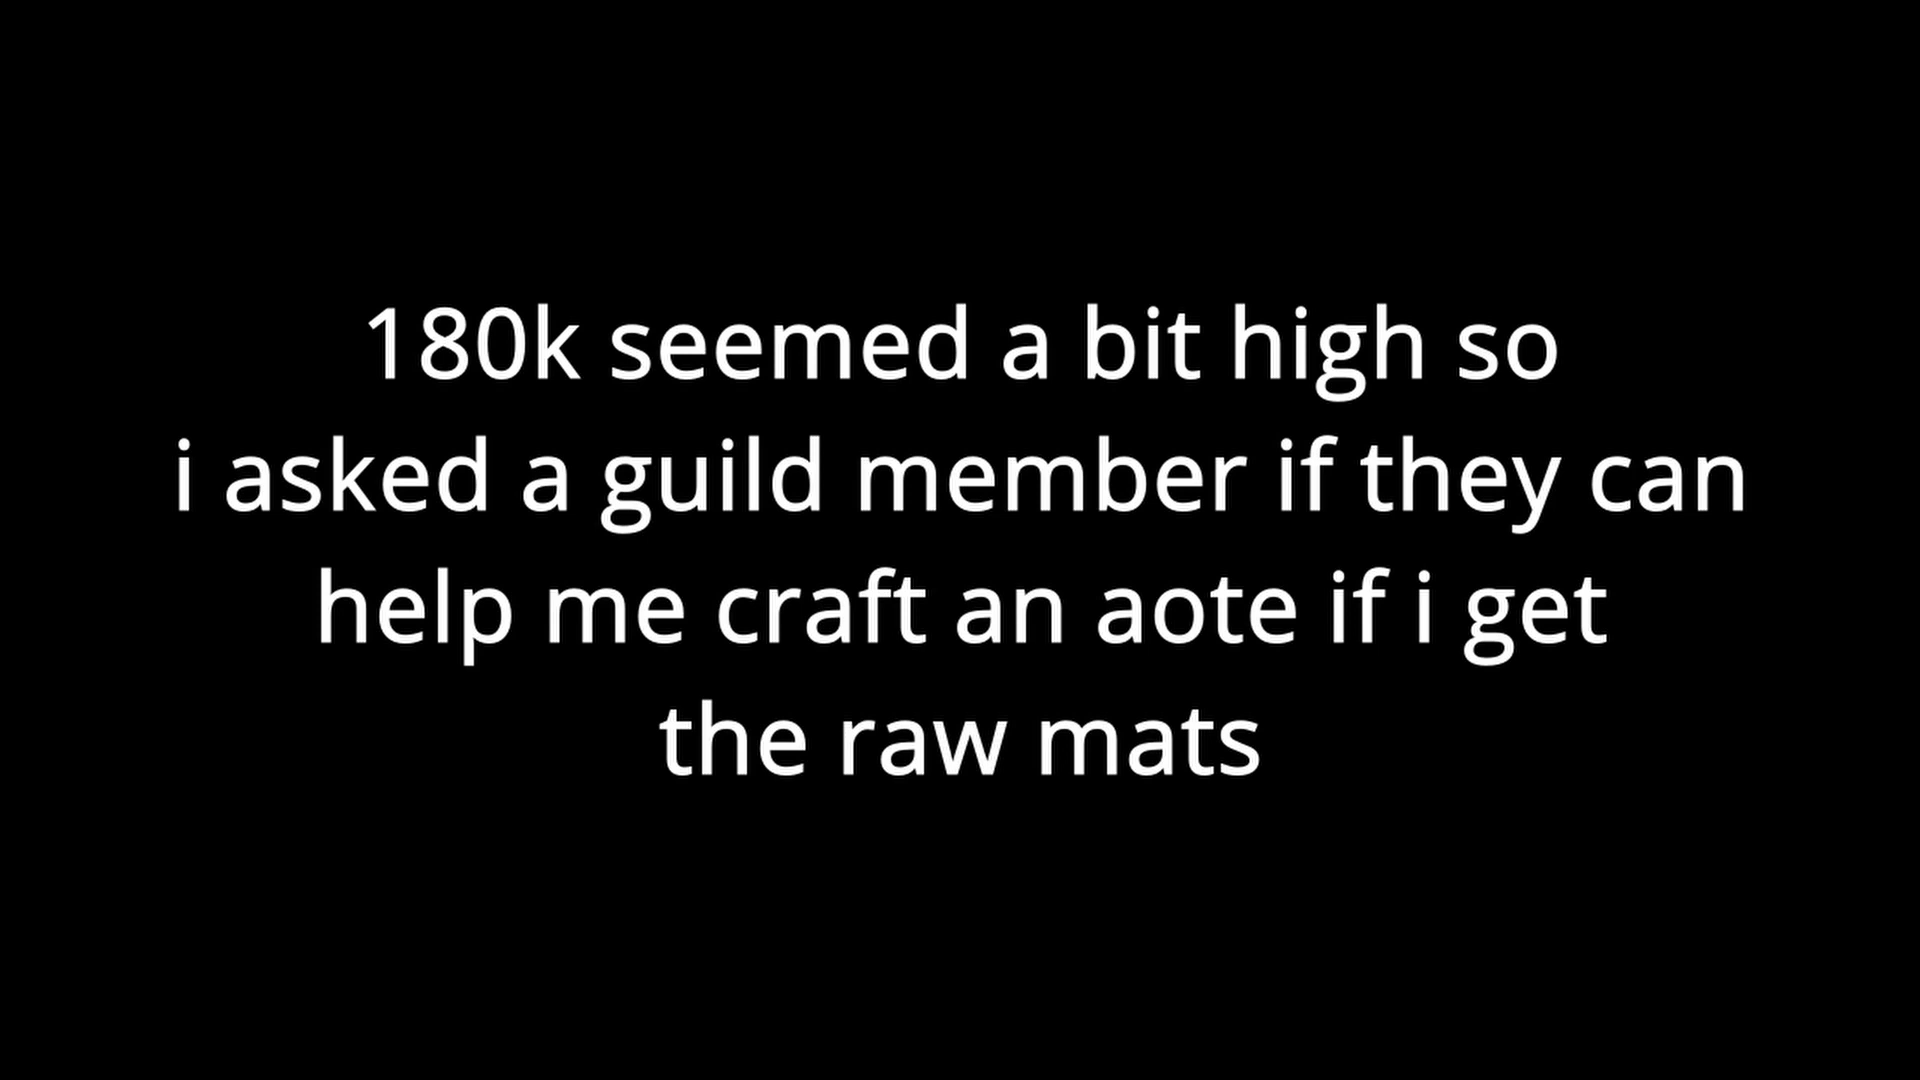 180k seemed a bit high so
i asked a guild member if they can
help me craft an aote if i get
the raw mats